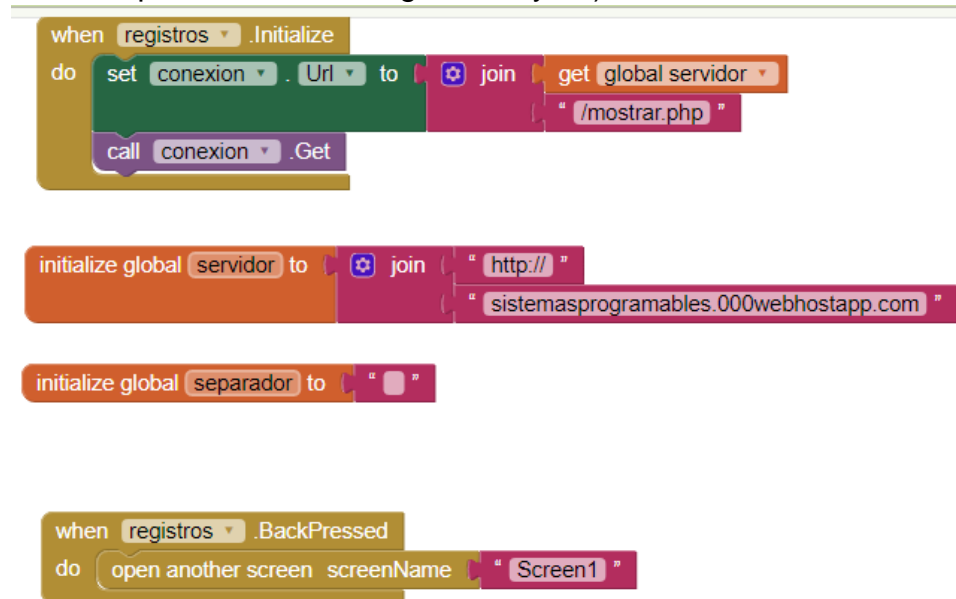 when registros .Initialize
do set conexion . Url to join get global servidor
" /mostrar.php "
call conexion .Get
initialize global servidor to join " http:// "
" sistemasprogramables.000webhostapp.com "
initialize global separador to " "
when registros .BackPressed
do open another screen screenName " Screen1 "